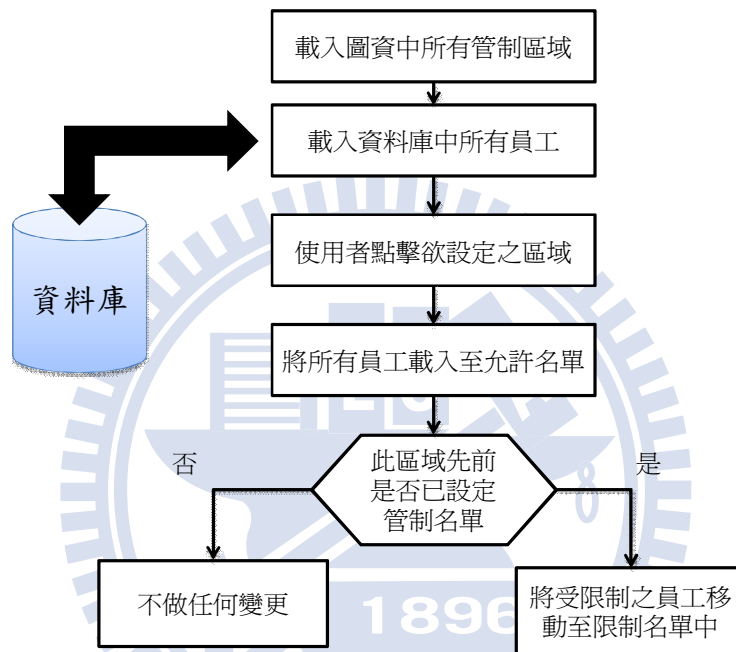 載入圖資中所有管制區域
載入資料庫中所有員工
資料庫
使用者點擊欲設定之區域
將所有員工載入至允許名單
否
此區域先前
是否已設定
管制名單
是
不做任何變更
將受限制之員工移
動至限制名單中
1896